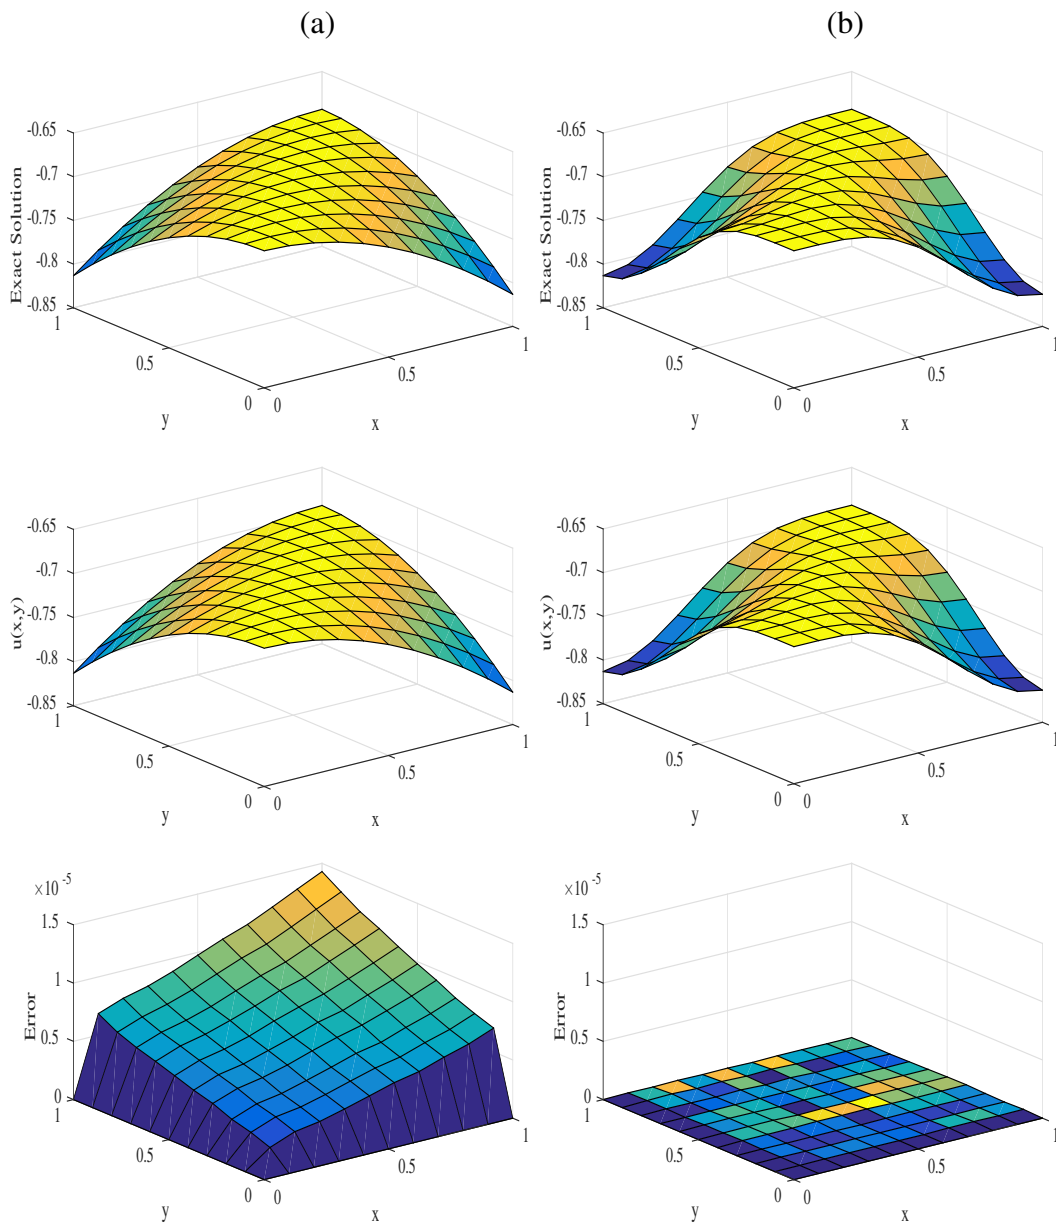 (a) (b)
-0.65 -0.65
-0.7 -0.7
-0.75 -0.75
-0.8 -0.8
-0.85 -0.85
Exact Solution Exact Solution
1 1 1 1
0.5 0.5 0.5 0.5
0 0 0 0
y x y x
-0.65 -0.65
-0.7 -0.7
-0.75 -0.75
-0.8 -0.8
-0.85 -0.85
u(x,y) u(x,y)
1 1 1 1
0.5 0.5 0.5 0.5
0 0 0 0
y x y x
×10 -5 ×10 -5
1.5 1.5
1 1
0.5 0.5
0 0
Error Error
1 1 1 1
0.5 0.5 0.5 0.5
0 0 0 0
y x y x